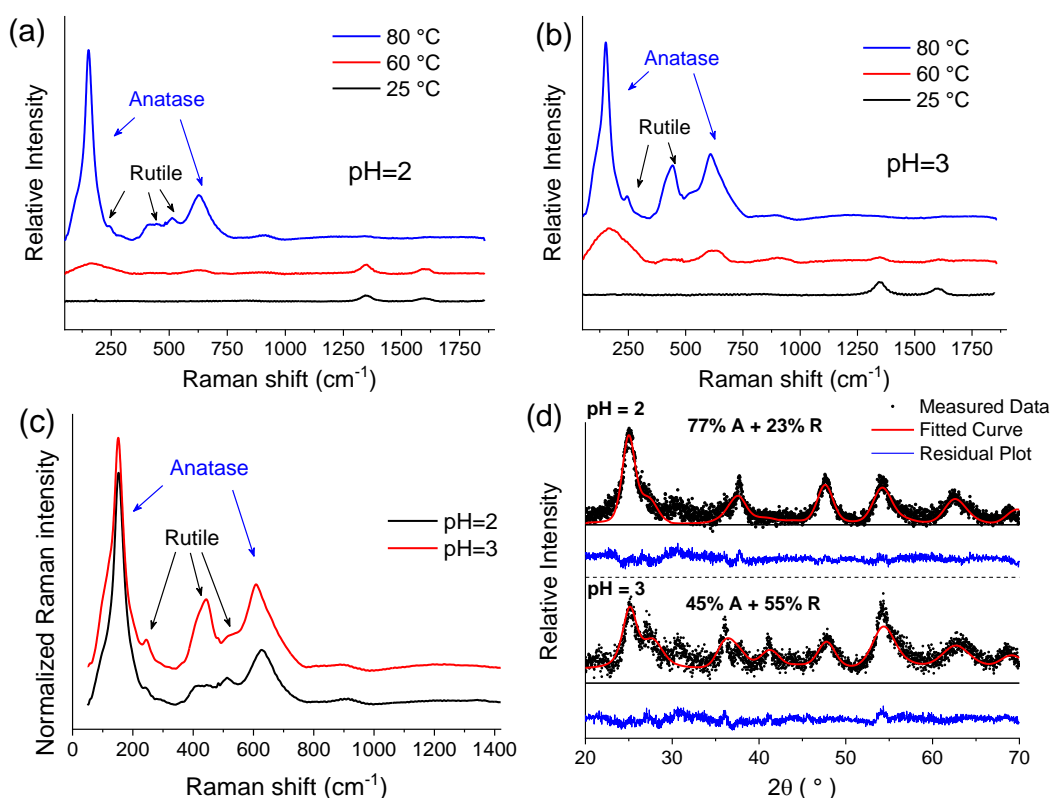 (a)
80 °C
60 °C
25 °C
Anatase
Rutile
pH=2
Relative Intensity
250 500 750 1000 1250 1500 1750
Raman shift (cm-1)
(b)
80 °C
60 °C
25 °C
Anatase
Rutile
pH=3
Relative Intensity
250 500 750 1000 1250 1500 1750
Raman shift (cm-1)
(c)
Anatase
Rutile
pH=2
pH=3
Normalized Raman intensity
0 200 400 600 800 1000 1200 1400
Raman shift (cm-1)
(d)
pH = 2
77% A + 23% R
Measured Data
Fitted Curve
Residual Plot
pH = 3
45% A + 55% R
Relative Intensity
20 30 40 50 60 70
2θ ( ° )